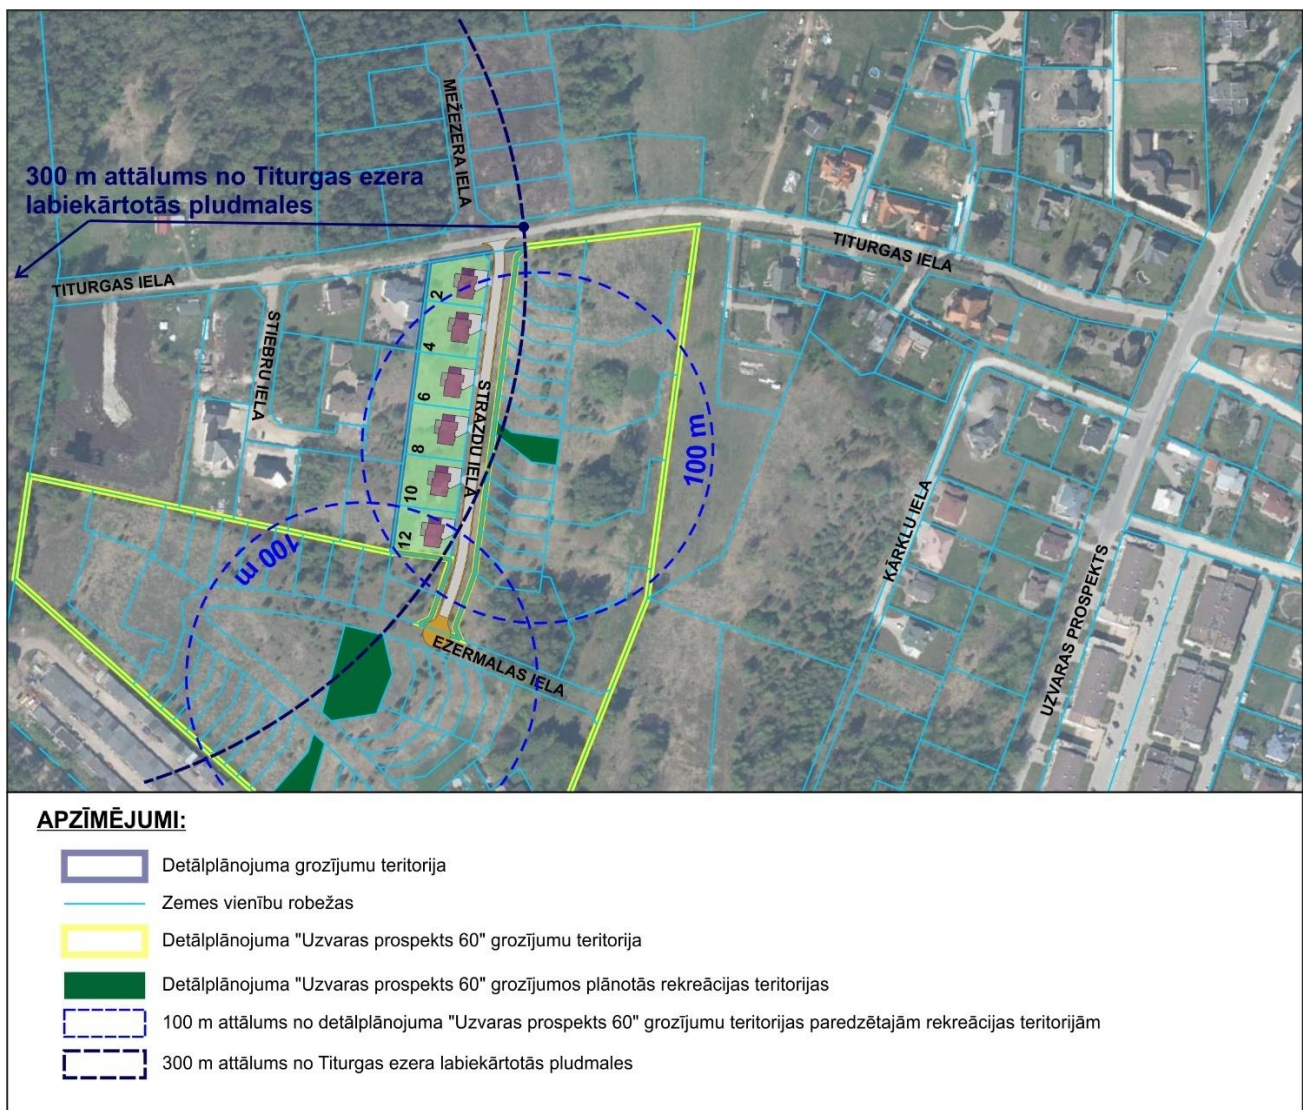 MEŽEZERA IELA
300 m attālums no Titurgas ezera
labiekārtotās pludmales
TITURGAS IELA
TITURGAS IELA
STIEBRU IELA
2
4
6
8
10
12
STRAZDU IELA
100 m
100 m
KĀRKLU IELA
UZVARAS PROSPEKTS
EZERMALAS IELA
APZĪMĒJUMI:
Detālplānojuma grozījumu teritorija
Zemes vienību robežas
Detālplānojuma "Uzvaras prospekts 60" grozījumu teritorija
Detālplānojuma "Uzvaras prospekts 60" grozījumos plānotās rekreācijas teritorijas
100 m attālums no detālplānojuma "Uzvaras prospekts 60" grozījumu teritorijas paredzētajām rekreācijas teritorijām
300 m attālums no Titurgas ezera labiekārtotās pludmales